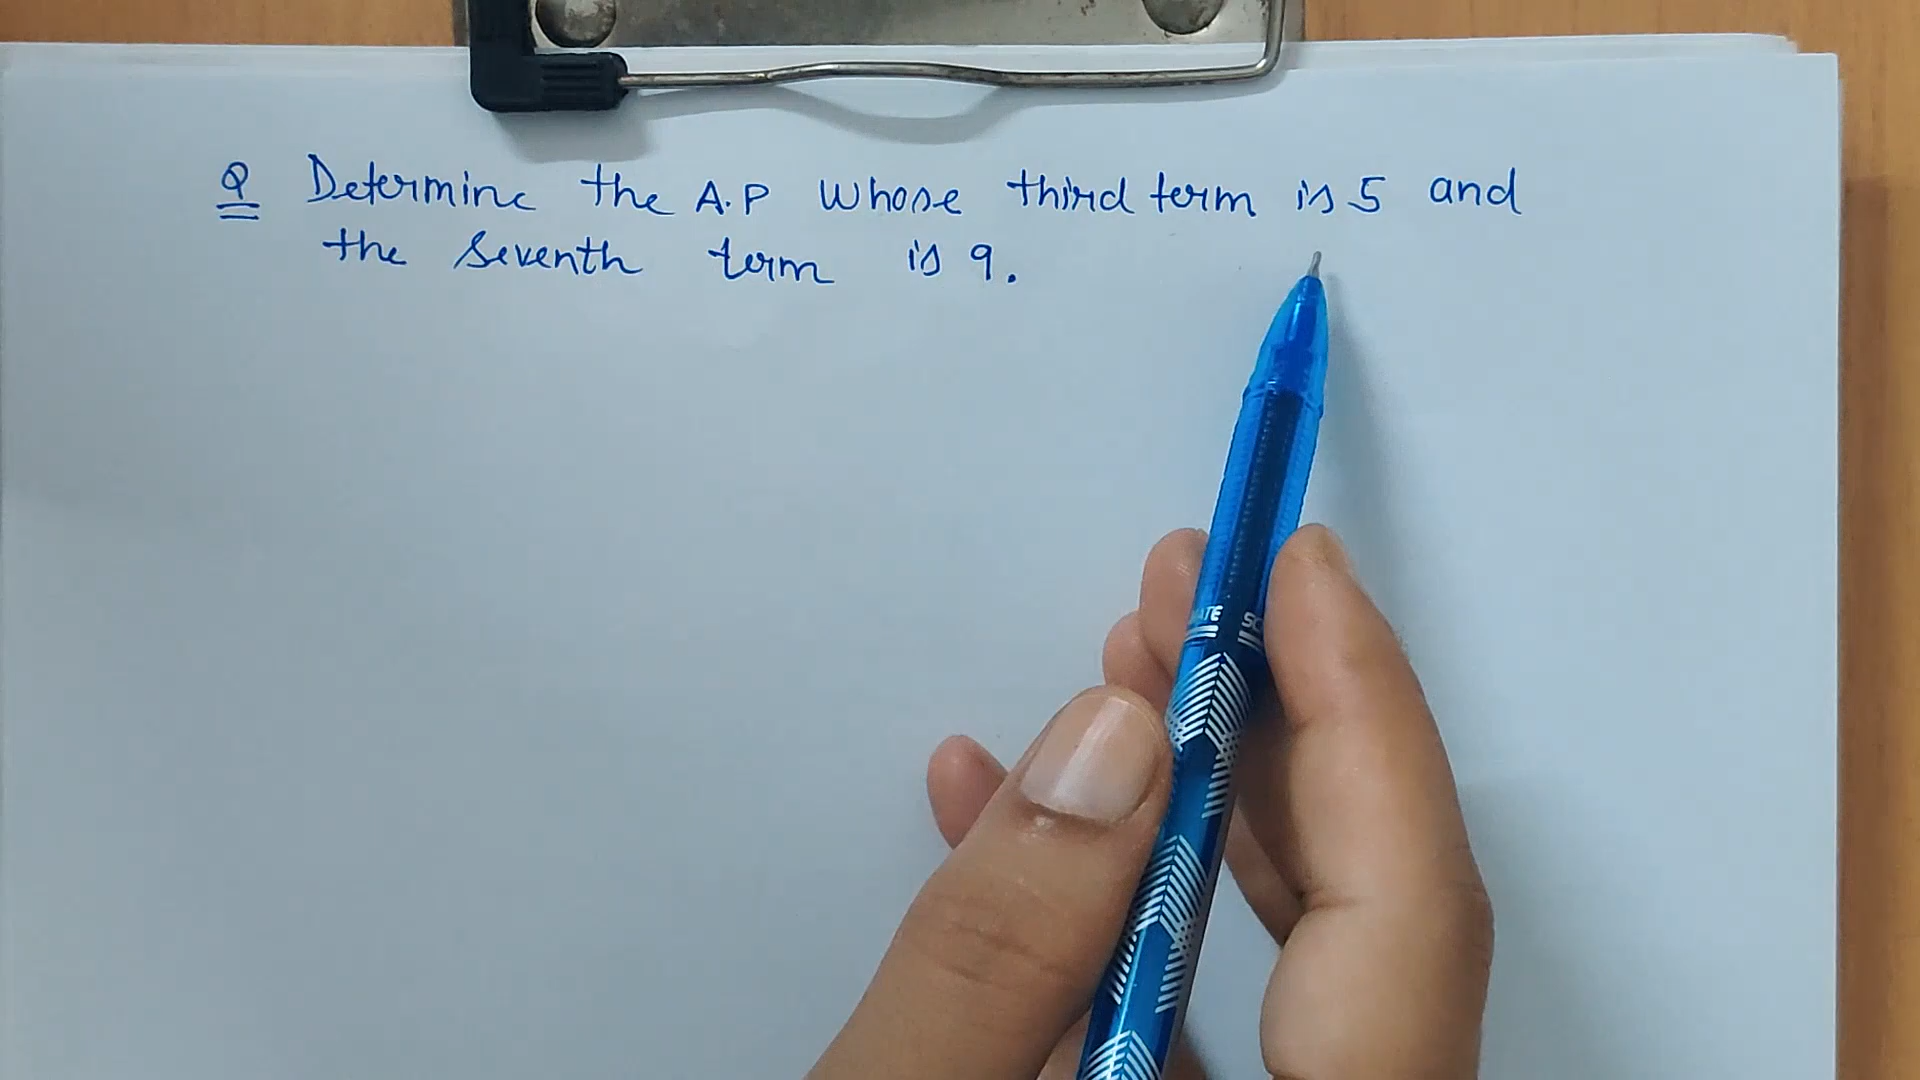 Q Determine the A.P whose third term is 5 and
the seventh term is 9.